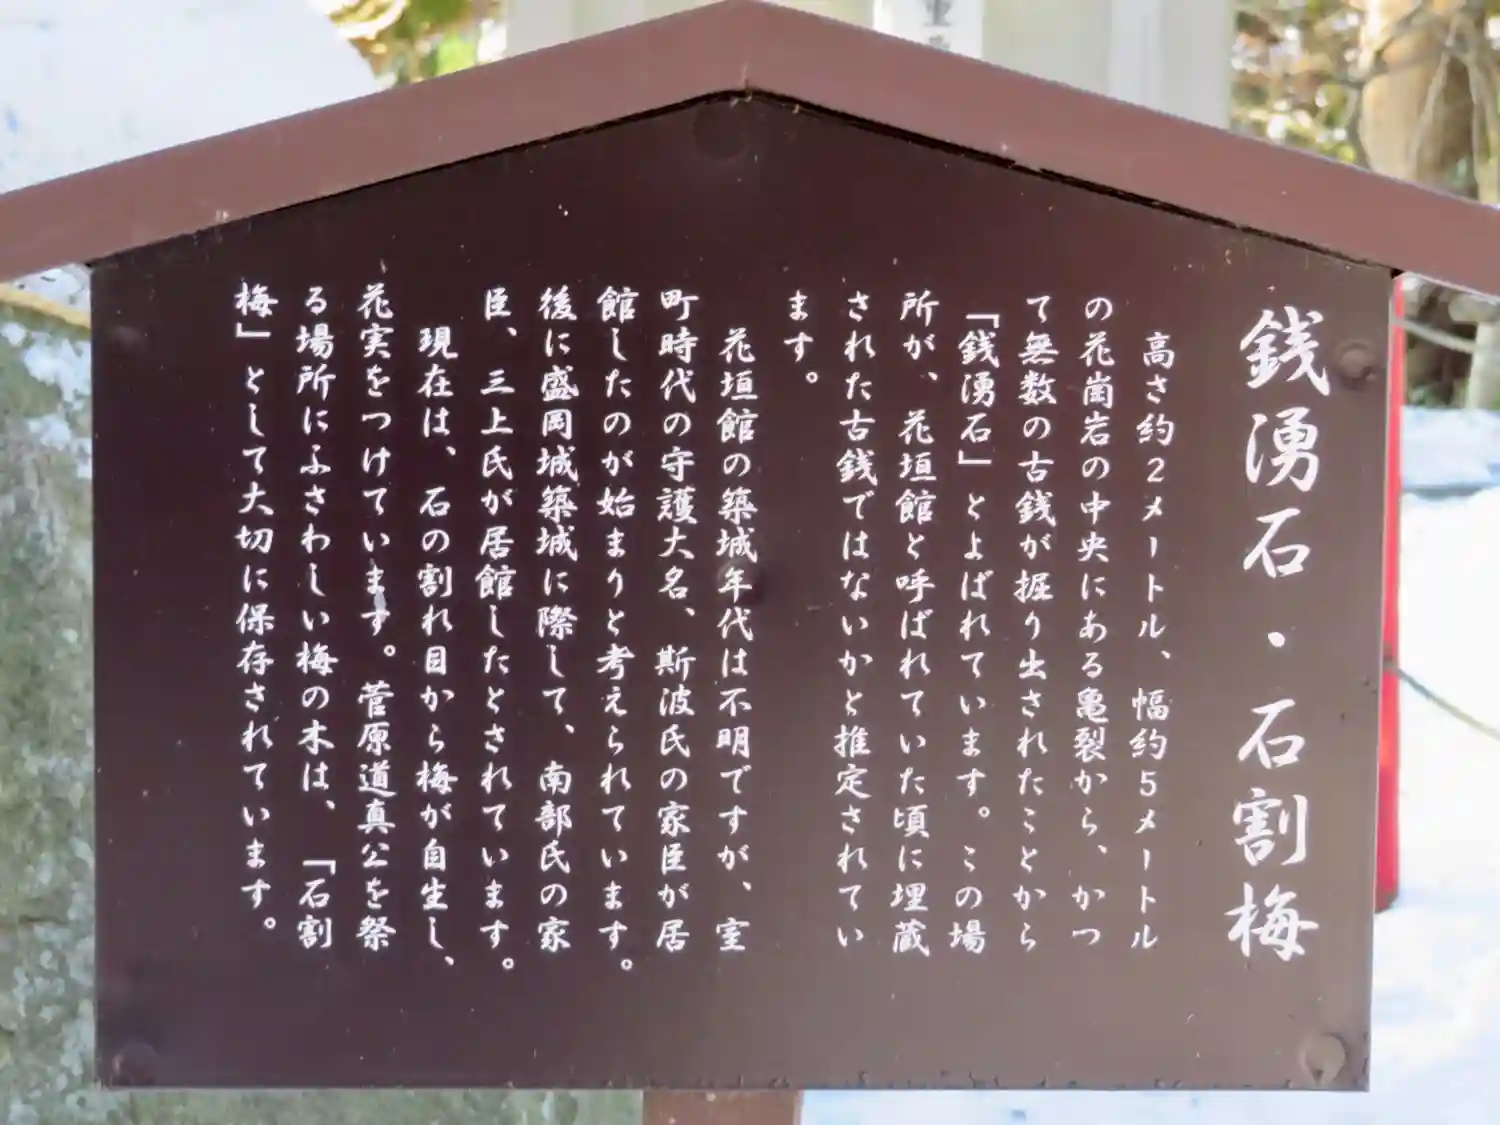 銭湧石・石割梅
高さ約2メートル、幅約5メートル
の花崗岩の中央にある亀裂から、かつ
て無数の古銭が掘り出されたことから
「銭湧石」とよばれています。この場
所が、花垣館と呼ばれていた頃に埋蔵
された古銭ではないかと推定されてい
ます。
花垣館の築城年代は不明ですが、室
町時代の守護大名、斯波氏の家臣が居
館したのが始まりと考えられています。
後に盛岡城築城に際して、南部氏の家
臣、三上氏が居館したとされています。
現在は、石の割れ目から梅が自生し、
花実をつけています。菅原道真公を祭
る場所にふさわしい梅の木は、「石割
梅」として大切に保存されています。